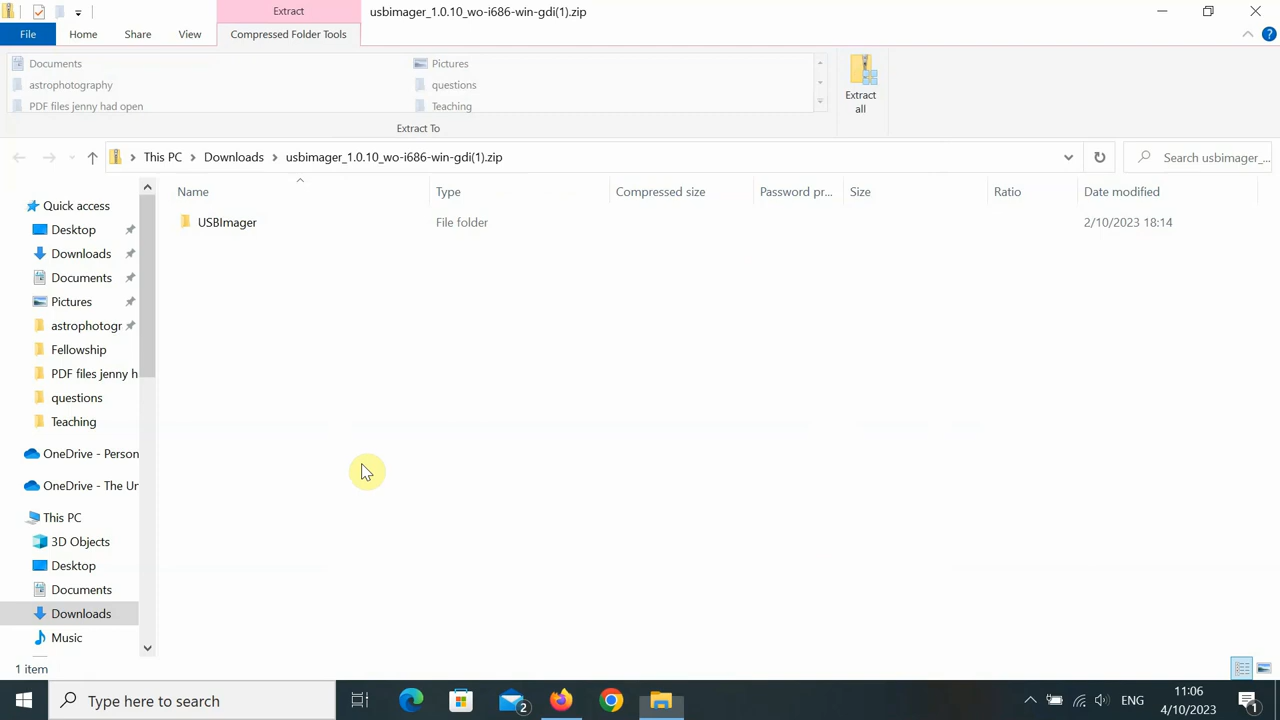 Extract
usbimager_1.0.10_wo-i686-win-gdi(1).zip
File
Home
Share
View
Compressed Folder Tools
Documents
Pictures
astrophotography
questions
PDF files jenny had open
Teaching
Extract
all
Extract To
This PC
Downloads
usbimager_1.0.10_wo-i686-win-gdi(1).zip
Search usbimager_...
Name
Type
Compressed size
Password pr...
Size
Ratio
Date modified
USBImager
File folder
2/10/2023 18:14
Quick access
Desktop
Downloads
Documents
Pictures
astrophotogr
Fellowship
PDF files jenny h
questions
Teaching
OneDrive - Person
OneDrive - The Un
This PC
3D Objects
Desktop
Documents
Downloads
Music
1 item
Type here to search
2
ENG
11:06
4/10/2023
1